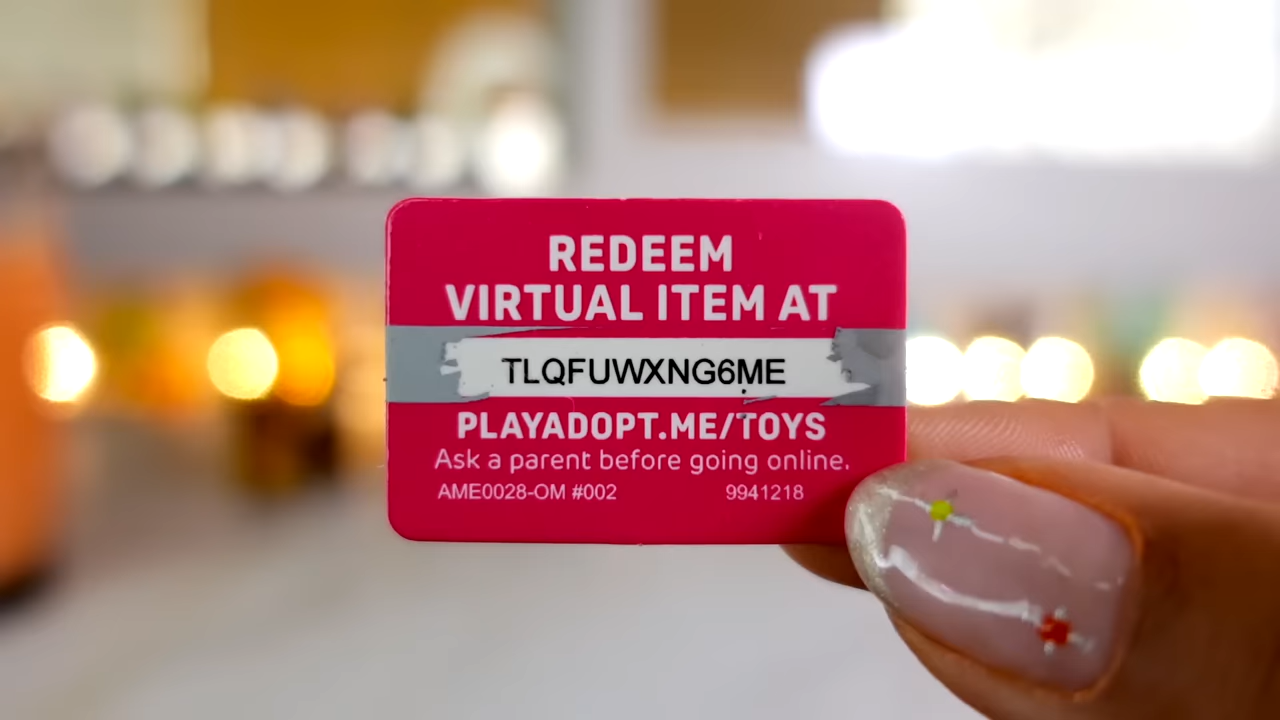 REDEEM
VIRTUAL ITEM AT
TLQFUWXNG6ME
PLAYADOPT.ME/TOYS
Ask a parent before going online.
AME0028-OM #002 9941218